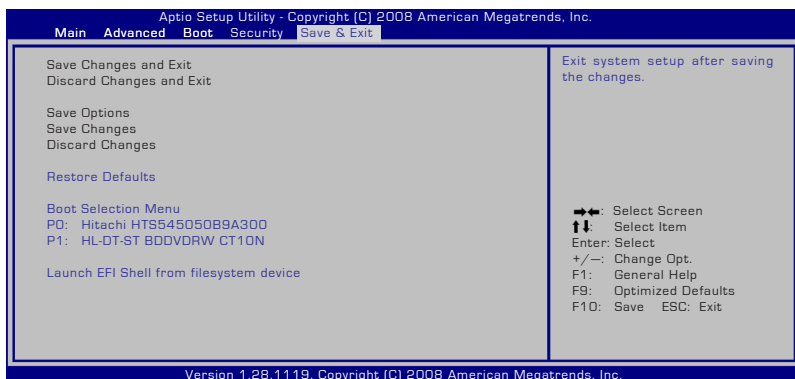 Aptio Setup Utility - Copyright (C) 2008 American Megatrends, Inc.
Main Advanced Boot Security Save & Exit
Save Changes and Exit
Discard Changes and Exit
Save Options
Save Changes
Discard Changes
Restore Defaults
Boot Selection Menu
P0: Hitachi HTS545050B9A300
P1: HL-DT-ST BDDVDRW CT10N
Launch EFI Shell from filesystem device
Exit system setup after saving
the changes.
→←: Select Screen
↑↓: Select Item
Enter: Select
+/—: Change Opt.
F1: General Help
F9: Optimized Defaults
F10: Save ESC: Exit
Version 1.28.1119. Copyright (C) 2008 American Megatrends, Inc.